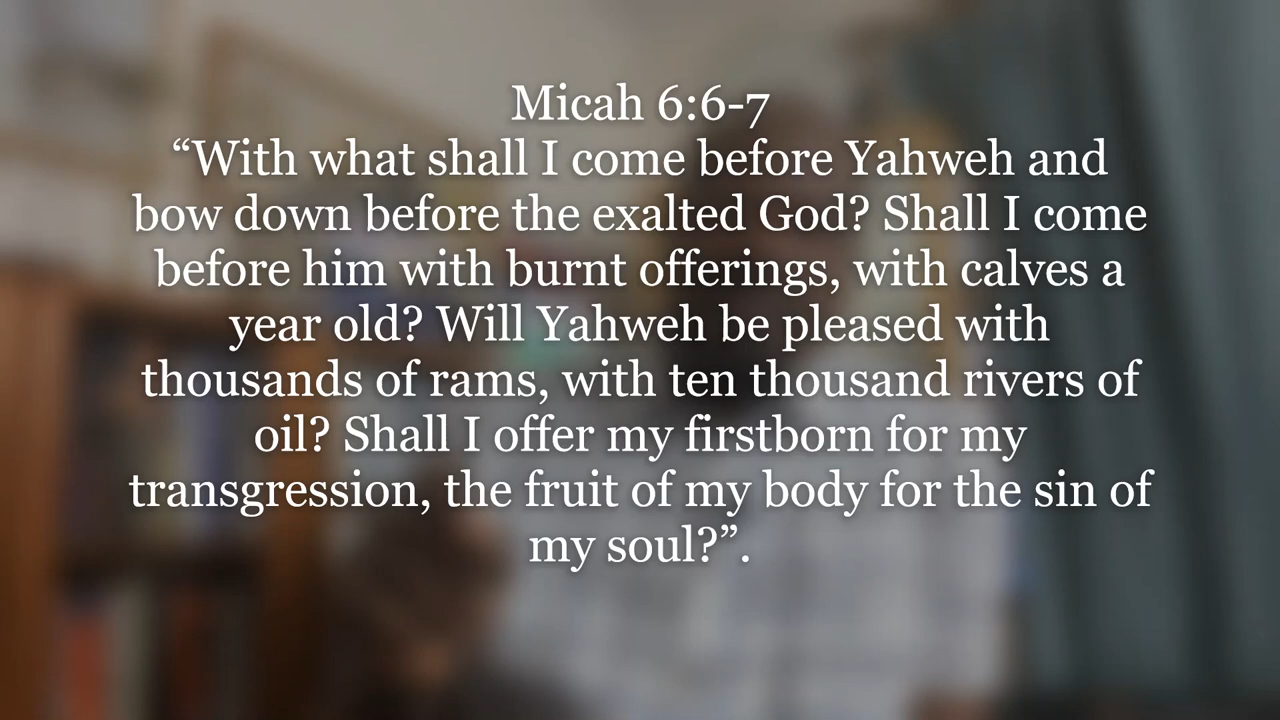 Micah 6:6-7
“With what shall I come before Yahweh and
bow down before the exalted God? Shall I come
before him with burnt offerings, with calves a
year old? Will Yahweh be pleased with
thousands of rams, with ten thousand rivers of
oil? Shall I offer my firstborn for my
transgression, the fruit of my body for the sin of
my soul?”.